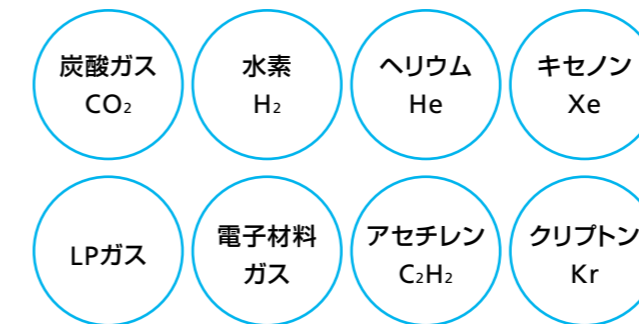 炭酸ガス
CO₂
水素
H₂
ヘリウム
He
キセノン
Xe
LPガス
電子材料
ガス
アセチレン
C₂H₂
クリプトン
Kr